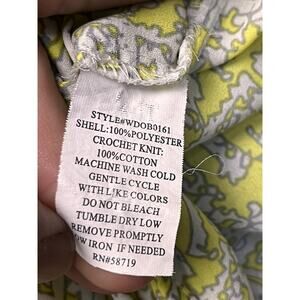 STYLE#WDOB0161
SHELL:100%POLYESTER
CROCHET KNIT:
100%COTTON
MACHINE WASH COLD
GENTLE CYCLE
WITH LIKE COLORS
DO NOT BLEACH
TUMBLE DRY LOW
REMOVE PROMPTLY
LOW IRON IF NEEDED
RN#58719